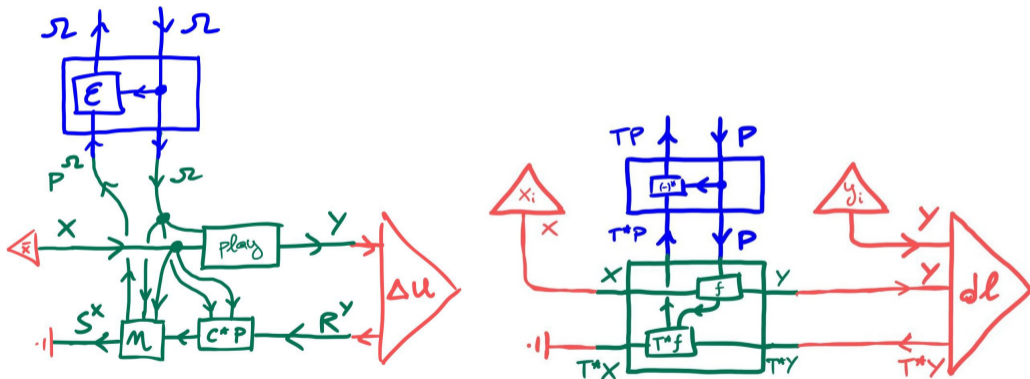 Ω Ω
ε
P^Ω Ω
X play Y
Δu
S^X n C*P R^Y
TP P
(-)#
T*P P
x_i
X
y_i
Y
X f Y Y
dl
T*f
T*X T*Y T*Y